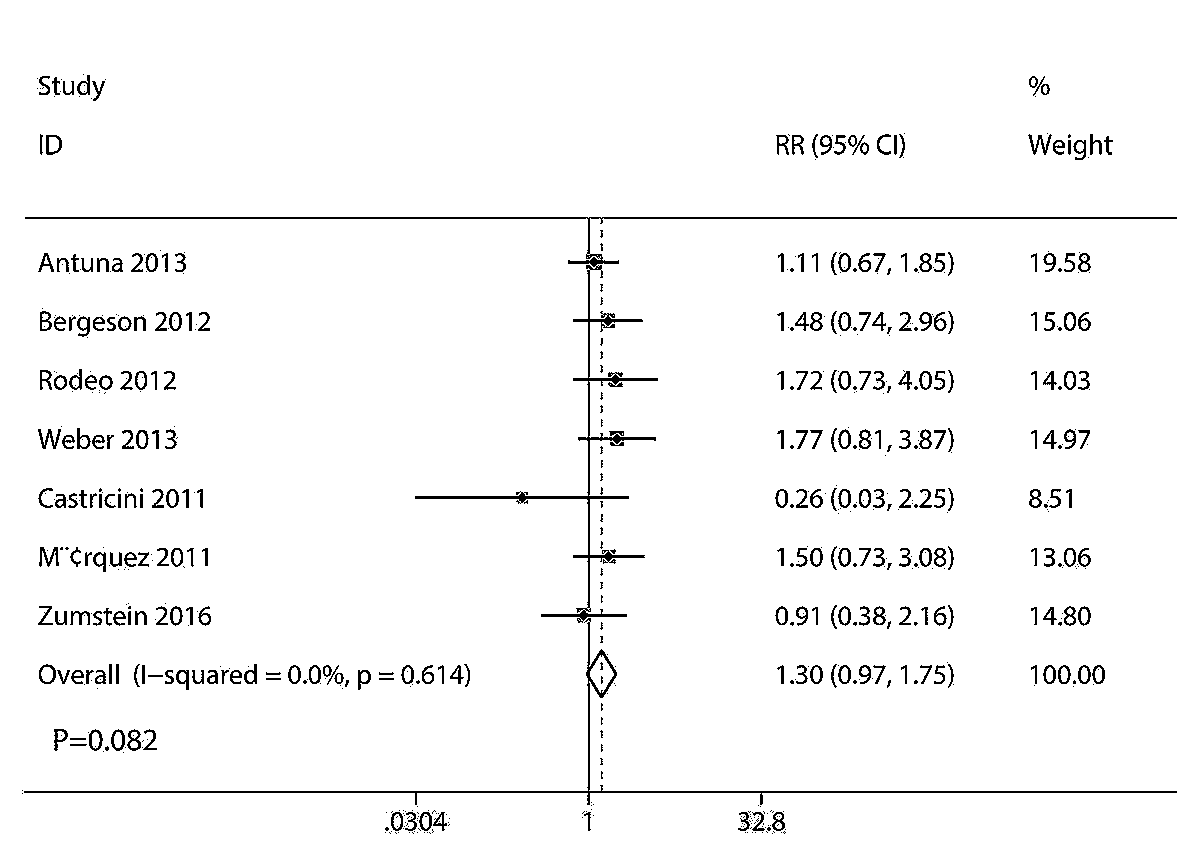 Study %
ID RR (95% CI) Weight
Antuna 2013 1.11 (0.67, 1.85) 19.58
Bergeson 2012 1.48 (0.74, 2.96) 15.06
Rodeo 2012 1.72 (0.73, 4.05) 14.03
Weber 2013 1.77 (0.81, 3.87) 14.97
Castricini 2011 0.26 (0.03, 2.25) 8.51
M¨¢rquez 2011 1.50 (0.73, 3.08) 13.06
Zumstein 2016 0.91 (0.38, 2.16) 14.80
Overall (I−squared = 0.0%, p = 0.614) 1.30 (0.97, 1.75) 100.00
P=0.082
.0304 1 32.8